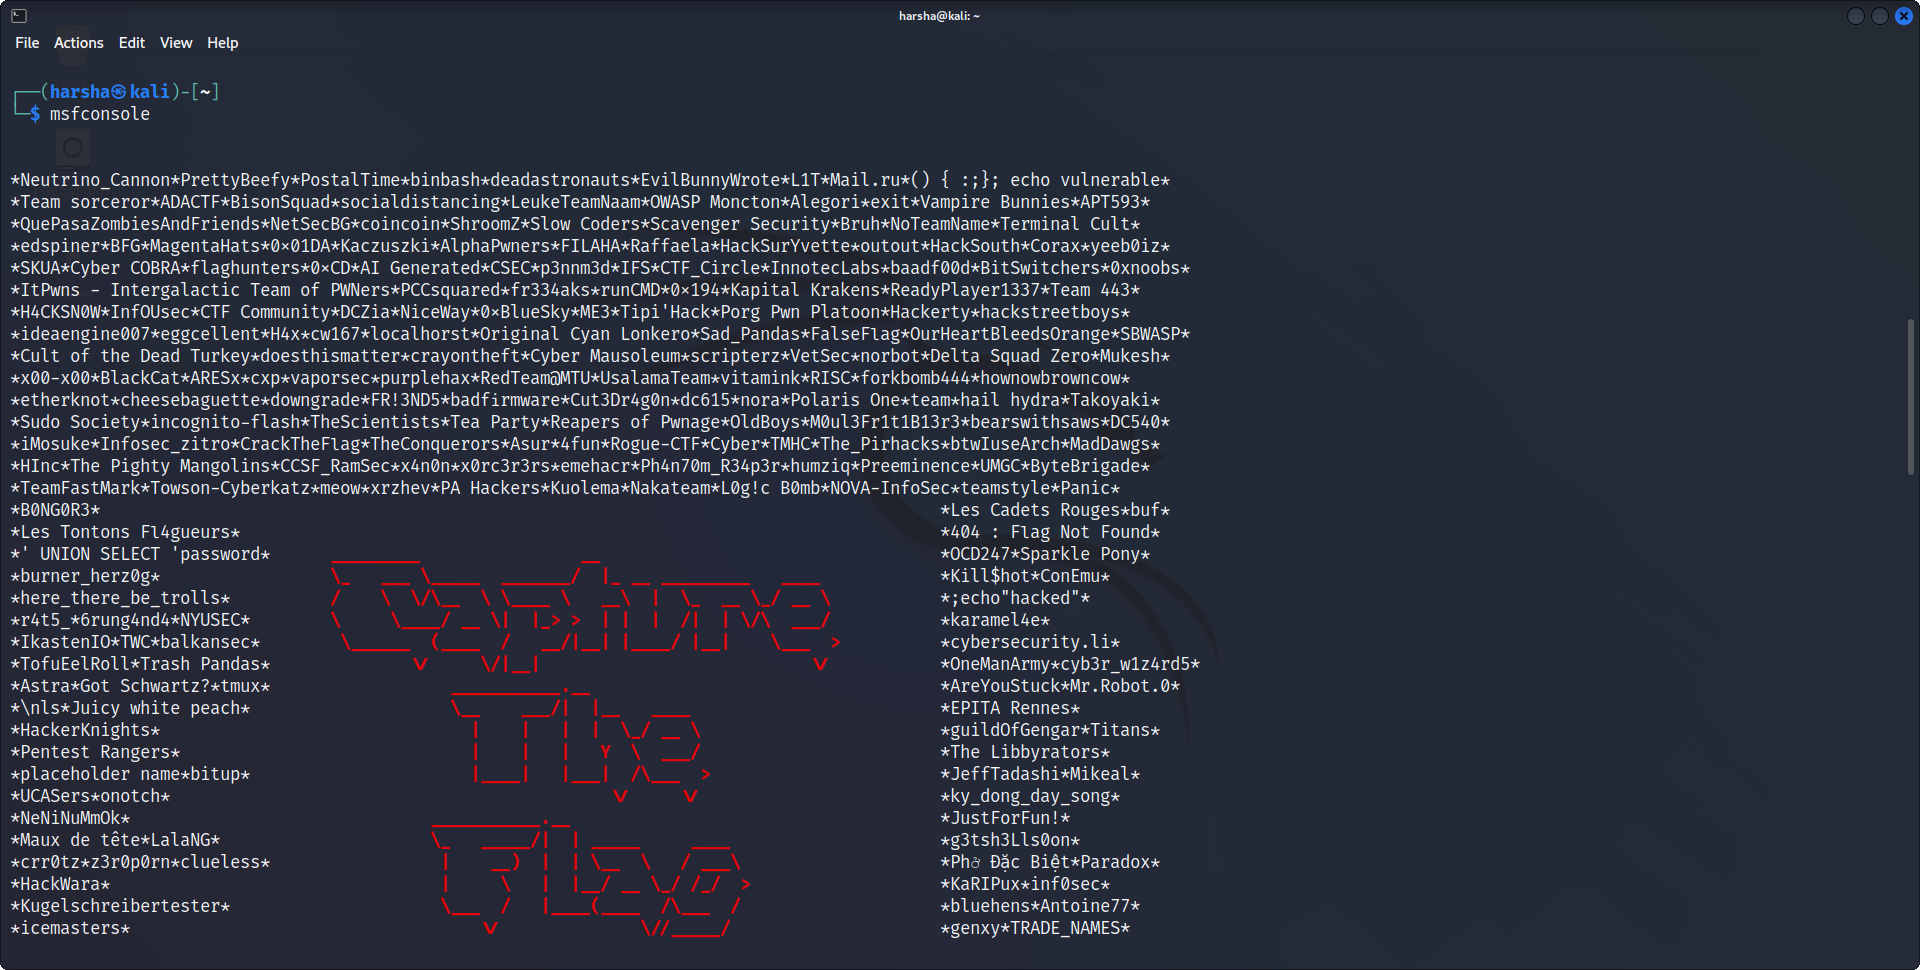 harsha@kali: ~
File Actions Edit View Help
┌──(harsha㉿kali)-[~]
└─$ msfconsole
*Neutrino_Cannon*PrettyBeefy*PostalTime*binbash*deadastronauts*EvilBunnyWrote*L1T*Mail.ru*() { :;}; echo vulnerable*
*Team sorceror*ADACTF*BisonSquad*socialdistancing*LeukeTeamNaam*OWASP Moncton*Alegori*exit*Vampire Bunnies*APT593*
*QuePasaZombiesAndFriends*NetSecBG*coincoin*ShroomZ*Slow Coders*Scavenger Security*Bruh*NoTeamName*Terminal Cult*
*edspiner*BFG*MagentaHats*0×01DA*Kaczuszki*AlphaPwners*FILAHA*Raffaela*HackSurYvette*outout*HackSouth*Corax*yeeb0iz*
*SKUA*Cyber COBRA*flaghunters*0×CD*AI Generated*CSEC*p3nnm3d*IFS*CTF_Circle*InnotecLabs*baadf00d*BitSwitchers*0xnoobs*
*ItPwns - Intergalactic Team of PWNers*PCCsquared*fr334aks*runCMD*0×194*Kapital Krakens*ReadyPlayer1337*Team 443*
*H4CKSN0W*InfOUsec*CTF Community*DCZia*NiceWay*0×BlueSky*ME3*Tipi'Hack*Porg Pwn Platoon*Hackerty*hackstreetboys*
*ideaengine007*eggcellent*H4x*cw167*localhorst*Original Cyan Lonkero*Sad_Pandas*FalseFlag*OurHeartBleedsOrange*SBWASP*
*Cult of the Dead Turkey*doesthismatter*crayontheft*Cyber Mausoleum*scripterz*VetSec*norbot*Delta Squad Zero*Mukesh*
*x00-x00*BlackCat*ARESx*cxp*vaporsec*purplehax*RedTeam@MTU*UsalamaTeam*vitamink*RISC*forkbomb444*hownowbrowncow*
*etherknot*cheesebaguette*downgrade*FR!3ND5*badfirmware*Cut3Dr4g0n*dc615*nora*Polaris One*team*hail hydra*Takoyaki*
*Sudo Society*incognito-flash*TheScientists*Tea Party*Reapers of Pwnage*OldBoys*M0ul3Fr1t1B13r3*bearswithsaws*DC540*
*iMosuke*Infosec_zitro*CrackTheFlag*TheConquerors*Asur*4fun*Rogue-CTF*Cyber*TMHC*The_Pirhacks*btwIuseArch*MadDawgs*
*HInc*The Pighty Mangolins*CCSF_RamSec*x4n0n*x0rc3r3rs*emehacr*Ph4n70m_R34p3r*humziq*Preeminence*UMGC*ByteBrigade*
*TeamFastMark*Towson-Cyberkatz*meow*xrzhev*PA Hackers*Kuolema*Nakateam*L0g!c B0mb*NOVA-InfoSec*teamstyle*Panic*
*B0NG0R3* *Les Cadets Rouges*buf*
*Les Tontons Fl4gueurs* *404 : Flag Not Found*
*' UNION SELECT 'password* *OCD247*Sparkle Pony*
*burner_herz0g* *Kill$hot*ConEmu*
*here_there_be_trolls* *;echo"hacked"*
*r4t5_*6rung4nd4*NYUSEC* *karamel4e*
*IkastenIO*TWC*balkansec* *cybersecurity.li*
Capture
*TofuEelRoll*Trash Pandas* *OneManArmy*cyb3r_w1z4rd5*
*Astra*Got Schwartz?*tmux* *AreYouStuck*Mr.Robot.0*
*\nls*Juicy white peach* *EPITA Rennes*
*HackerKnights* *guildOfGengar*Titans*
The
*Pentest Rangers* *The Libbyrators*
*placeholder name*bitup* *JeffTadashi*Mikeal*
*UCASers*onotch* *ky_dong_day_song*
*NeNiNuMmOk* *JustForFun!*
*Maux de tête*LalaNG* *g3tsh3Lls0on*
*crr0tz*z3r0p0rn*clueless* *Phở Đặc Biệt*Paradox*
Flag
*HackWara* *KaRIPux*inf0sec*
*Kugelschreibertester* *bluehens*Antoine77*
*icemasters* *genxy*TRADE_NAMES*